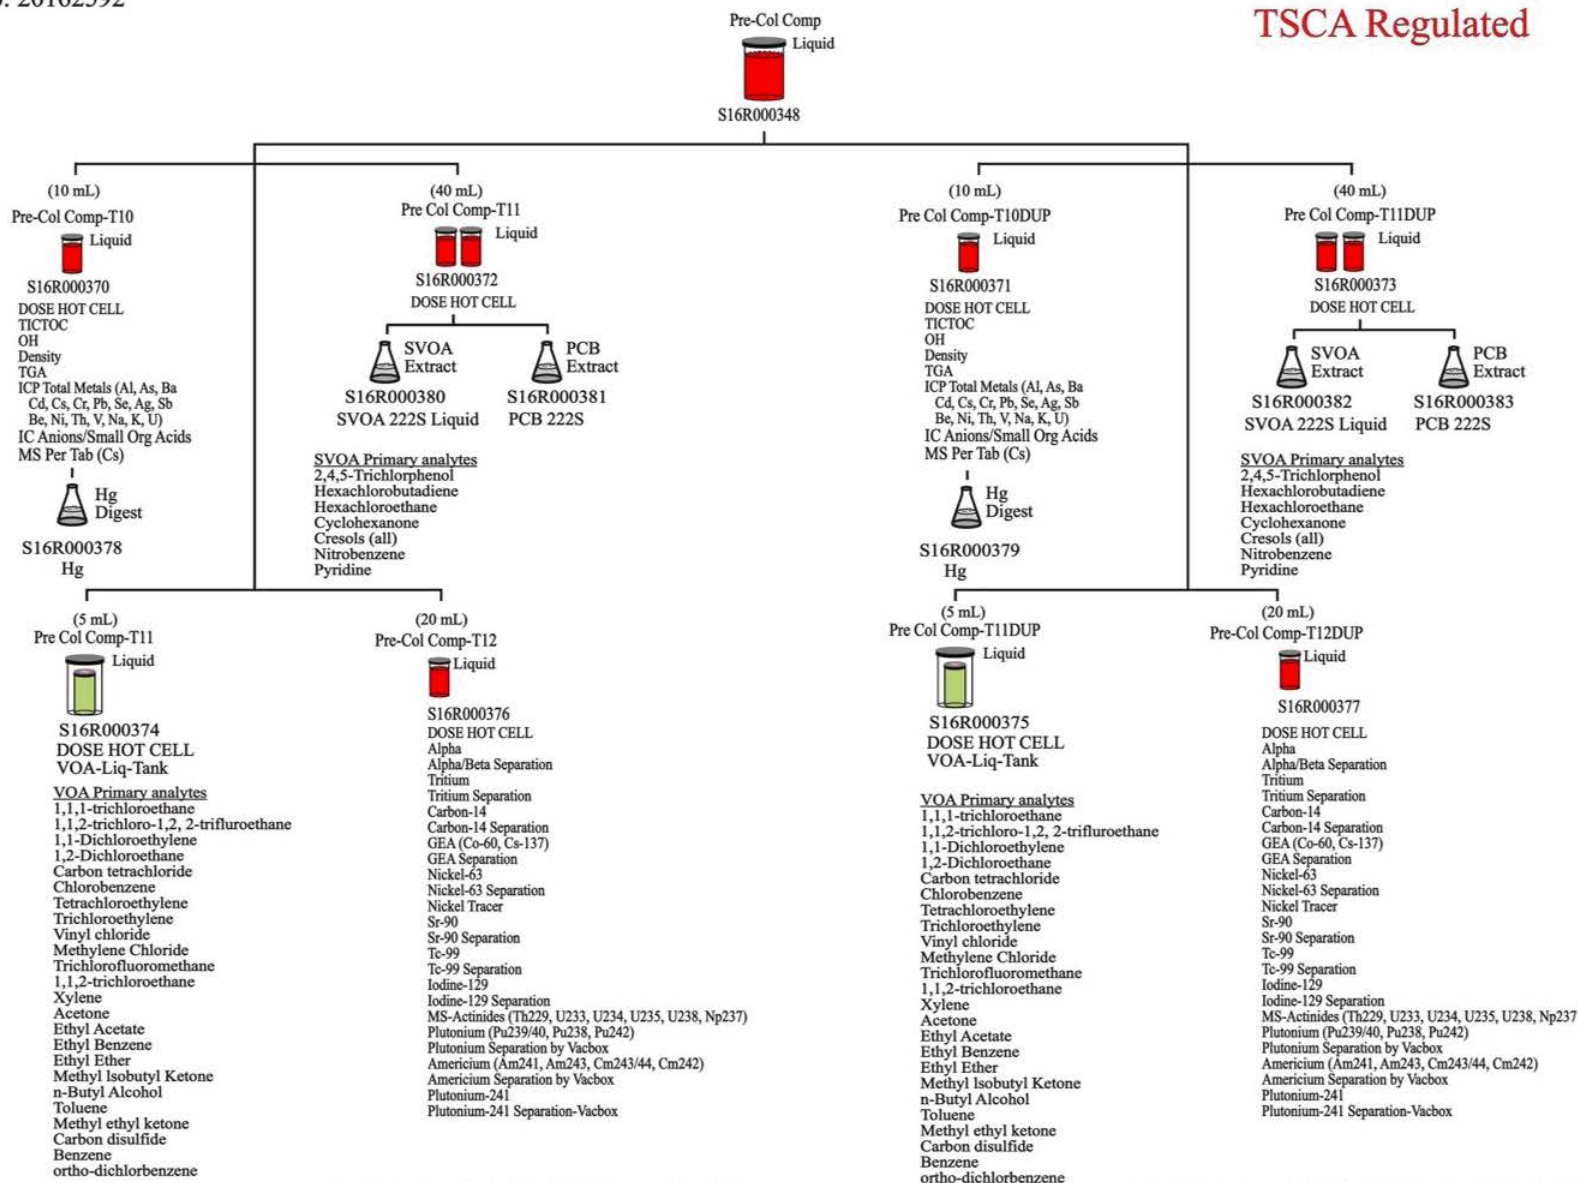 20162592
TSCA Regulated
Pre-Col Comp
Liquid
S16R000348
(10 mL)
Pre-Col Comp-T10
Liquid
S16R000370
DOSE HOT CELL
TICTOC
OH
Density
TGA
ICP Total Metals (Al, As, Ba
Cd, Cs, Cr, Pb, Se, Ag, Sb
Be, Ni, Th, V, Na, K, U)
IC Anions/Small Org Acids
MS Per Tab (Cs)
Hg
Digest
S16R000378
Hg
(40 mL)
Pre Col Comp-T11
Liquid
S16R000372
DOSE HOT CELL
SVOA
Extract
S16R000380
SVOA 222S Liquid
PCB
Extract
S16R000381
PCB 222S
SVOA Primary analytes
2,4,5-Trichlorphenol
Hexachlorobutadiene
Hexachloroethane
Cyclohexanone
Cresols (all)
Nitrobenzene
Pyridine
(10 mL)
Pre Col Comp-T10DUP
Liquid
S16R000371
DOSE HOT CELL
TICTOC
OH
Density
TGA
ICP Total Metals (Al, As, Ba
Cd, Cs, Cr, Pb, Se, Ag, Sb
Be, Ni, Th, V, Na, K, U)
IC Anions/Small Org Acids
MS Per Tab (Cs)
Hg
Digest
S16R000379
Hg
(40 mL)
Pre Col Comp-T11DUP
Liquid
S16R000373
DOSE HOT CELL
SVOA
Extract
S16R000382
SVOA 222S Liquid
PCB
Extract
S16R000383
PCB 222S
SVOA Primary analytes
2,4,5-Trichlorphenol
Hexachlorobutadiene
Hexachloroethane
Cyclohexanone
Cresols (all)
Nitrobenzene
Pyridine
(5 mL)
Pre Col Comp-T11
Liquid
S16R000374
DOSE HOT CELL
VOA-Liq-Tank
VOA Primary analytes
1,1,1-trichloroethane
1,1,2-trichloro-1,2, 2-trifluroethane
1,1-Dichloroethylene
1,2-Dichloroethane
Carbon tetrachloride
Chlorobenzene
Tetrachloroethylene
Trichloroethylene
Vinyl chloride
Methylene Chloride
Trichlorofluoromethane
1,1,2-trichloroethane
Xylene
Acetone
Ethyl Acetate
Ethyl Benzene
Ethyl Ether
Methyl lsobutyl Ketone
n-Butyl Alcohol
Toluene
Methyl ethyl ketone
Carbon disulfide
Benzene
ortho-dichlorbenzene
(20 mL)
Pre-Col Comp-T12
Liquid
S16R000376
DOSE HOT CELL
Alpha
Alpha/Beta Separation
Tritium
Tritium Separation
Carbon-14
Carbon-14 Separation
GEA (Co-60, Cs-137)
GEA Separation
Nickel-63
Nickel-63 Separation
Nickel Tracer
Sr-90
Sr-90 Separation
Tc-99
Tc-99 Separation
Iodine-129
Iodine-129 Separation
MS-Actinides (Th229, U233, U234, U235, U238, Np237)
Plutonium (Pu239/40, Pu238, Pu242)
Plutonium Separation by Vacbox
Americium (Am241, Am243, Cm243/44, Cm242)
Americium Separation by Vacbox
Plutonium-241
Plutonium-241 Separation-Vacbox
(5 mL)
Pre Col Comp-T11DUP
Liquid
S16R000375
DOSE HOT CELL
VOA-Liq-Tank
VOA Primary analytes
1,1,1-trichloroethane
1,1,2-trichloro-1,2, 2-trifluroethane
1,1-Dichloroethylene
1,2-Dichloroethane
Carbon tetrachloride
Chlorobenzene
Tetrachloroethylene
Trichloroethylene
Vinyl chloride
Methylene Chloride
Trichlorofluoromethane
1,1,2-trichloroethane
Xylene
Acetone
Ethyl Acetate
Ethyl Benzene
Ethyl Ether
Methyl lsobutyl Ketone
n-Butyl Alcohol
Toluene
Methyl ethyl ketone
Carbon disulfide
Benzene
ortho-dichlorbenzene
(20 mL)
Pre-Col Comp-T12DUP
Liquid
S16R000377
DOSE HOT CELL
Alpha
Alpha/Beta Separation
Tritium
Tritium Separation
Carbon-14
Carbon-14 Separation
GEA (Co-60, Cs-137)
GEA Separation
Nickel-63
Nickel-63 Separation
Nickel Tracer
Sr-90
Sr-90 Separation
Tc-99
Tc-99 Separation
Iodine-129
Iodine-129 Separation
MS-Actinides (Th229, U233, U234, U235, U238, Np237
Plutonium (Pu239/40, Pu238, Pu242)
Plutonium Separation by Vacbox
Americium (Am241, Am243, Cm243/44, Cm242)
Americium Separation by Vacbox
Plutonium-241
Plutonium-241 Separation-Vacbox